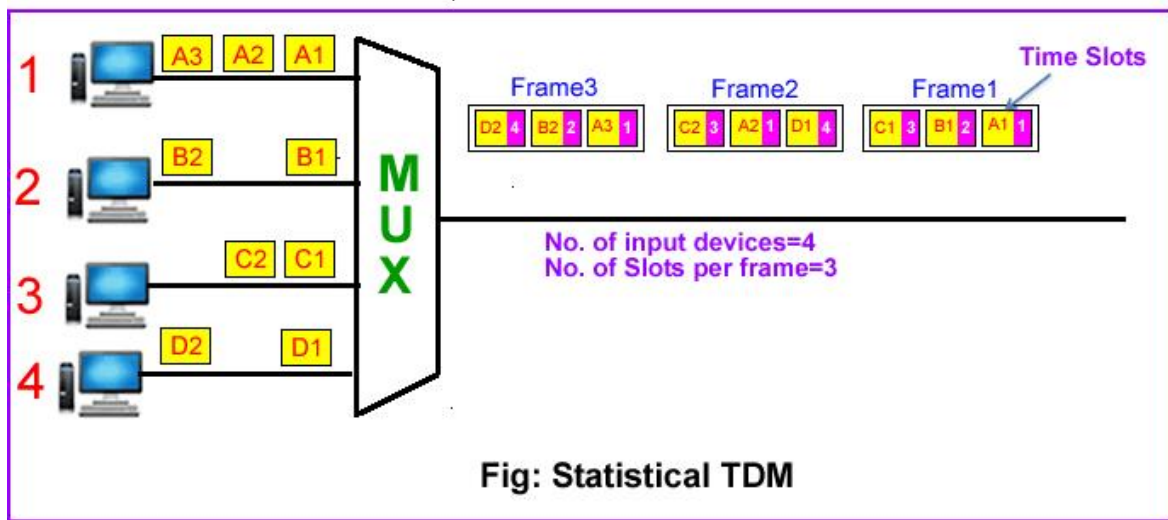 1
A3 A2 A1
Time Slots
Frame3 Frame2 Frame1
D2 4 B2 2 A3 1
C2 3 A2 1 D1 4
C1 3 B1 2 A1 1
2
B2 B1
MUX
No. of input devices=4
No. of Slots per frame=3
3
C2 C1
4
D2 D1
Fig: Statistical TDM